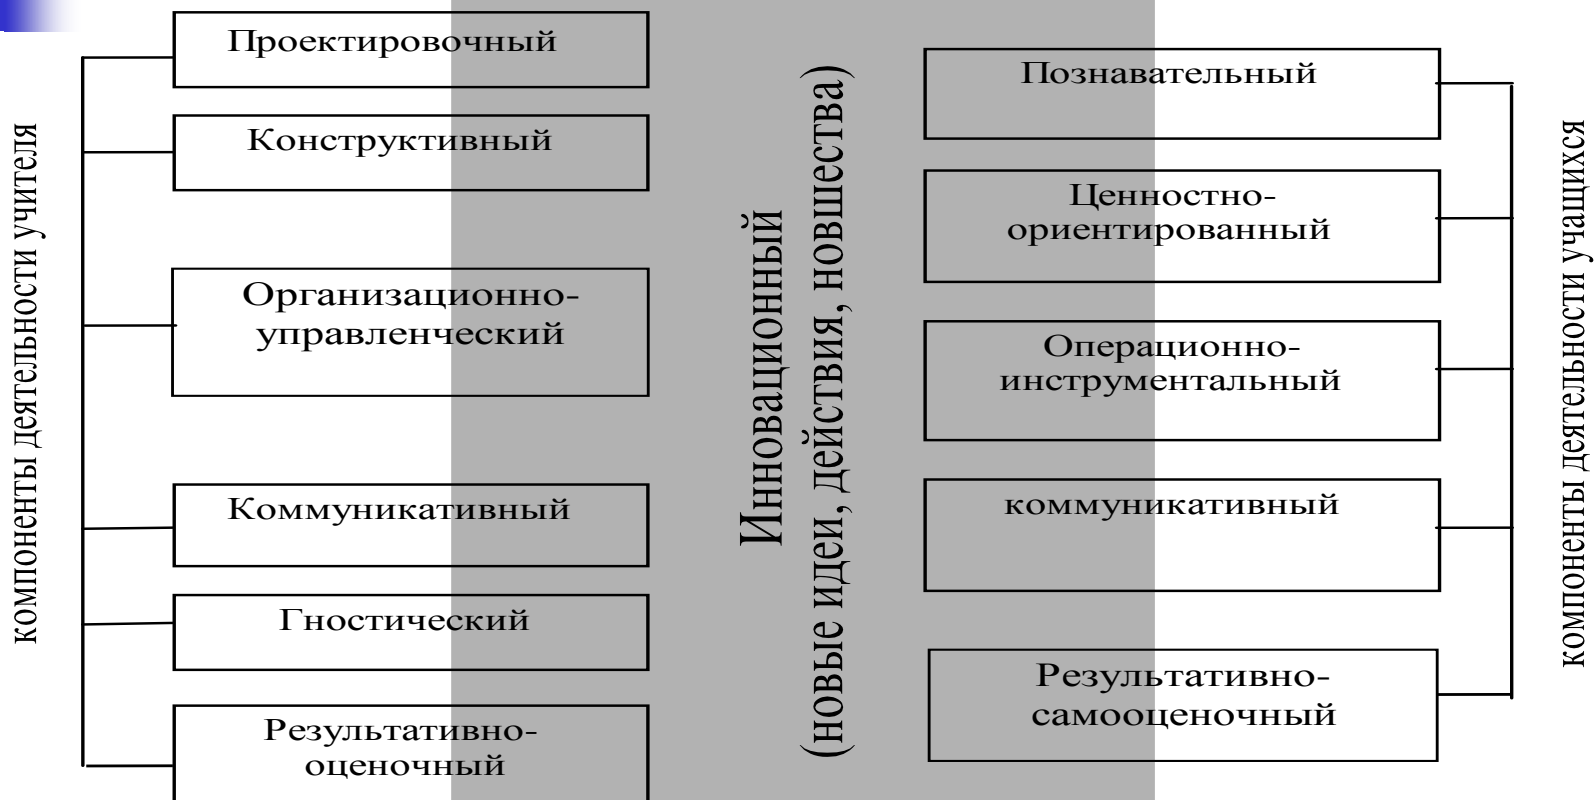 компоненты деятельности учителя
Проектировочный
Конструктивный
Организационно-
управленческий
Коммуникативный
Гностический
Результативно-
оценочный
Инновационный
(новые идеи, действия, новшества)
Познавательный
Ценностно-
ориентированный
Операционно-
инструментальный
коммуникативный
Результативно-
самооценочный
компоненты деятельности учащихся